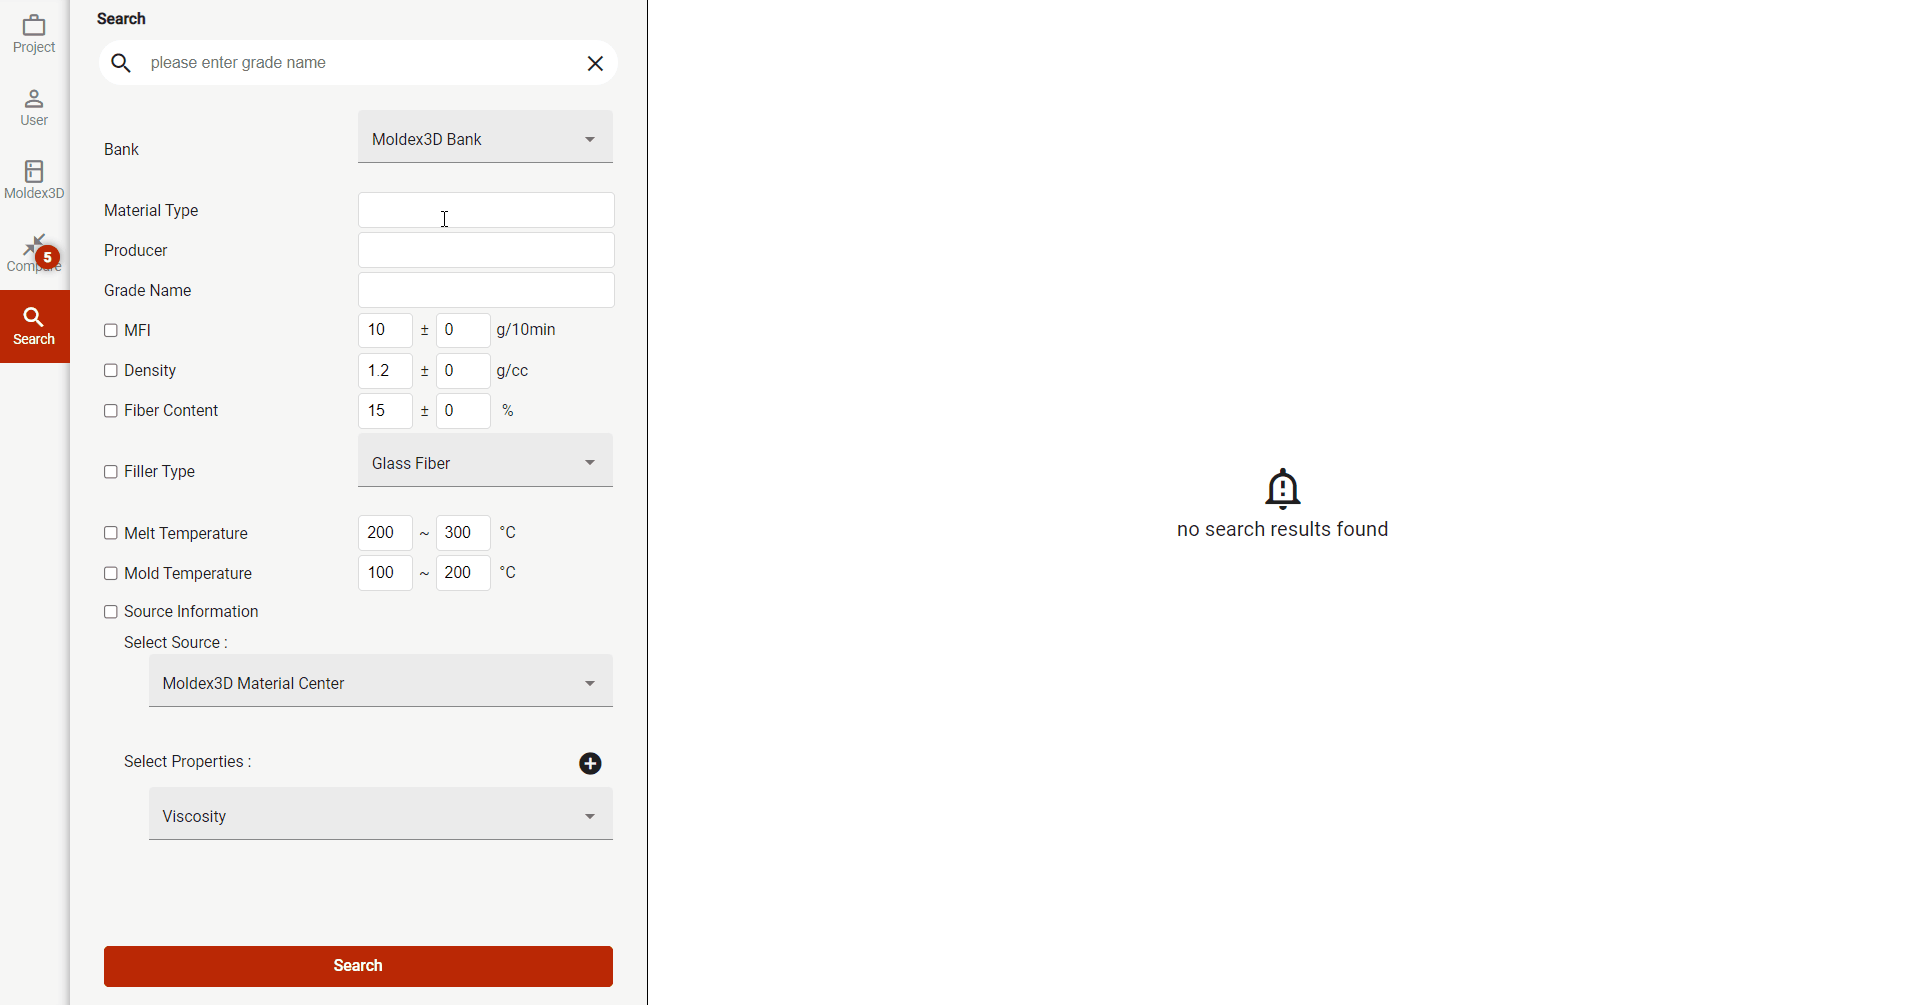 Project
User
Moldex3D
Compare
5
Search
Search
please enter grade name
Bank
Moldex3D Bank
Material Type
Producer
Grade Name
MFI 10 ± 0 g/10min
Density 1.2 ± 0 g/cc
Fiber Content 15 ± 0 %
Filler Type Glass Fiber
Melt Temperature 200 ~ 300 °C
Mold Temperature 100 ~ 200 °C
Source Information
Select Source :
Moldex3D Material Center
Select Properties :
Viscosity
Search
no search results found